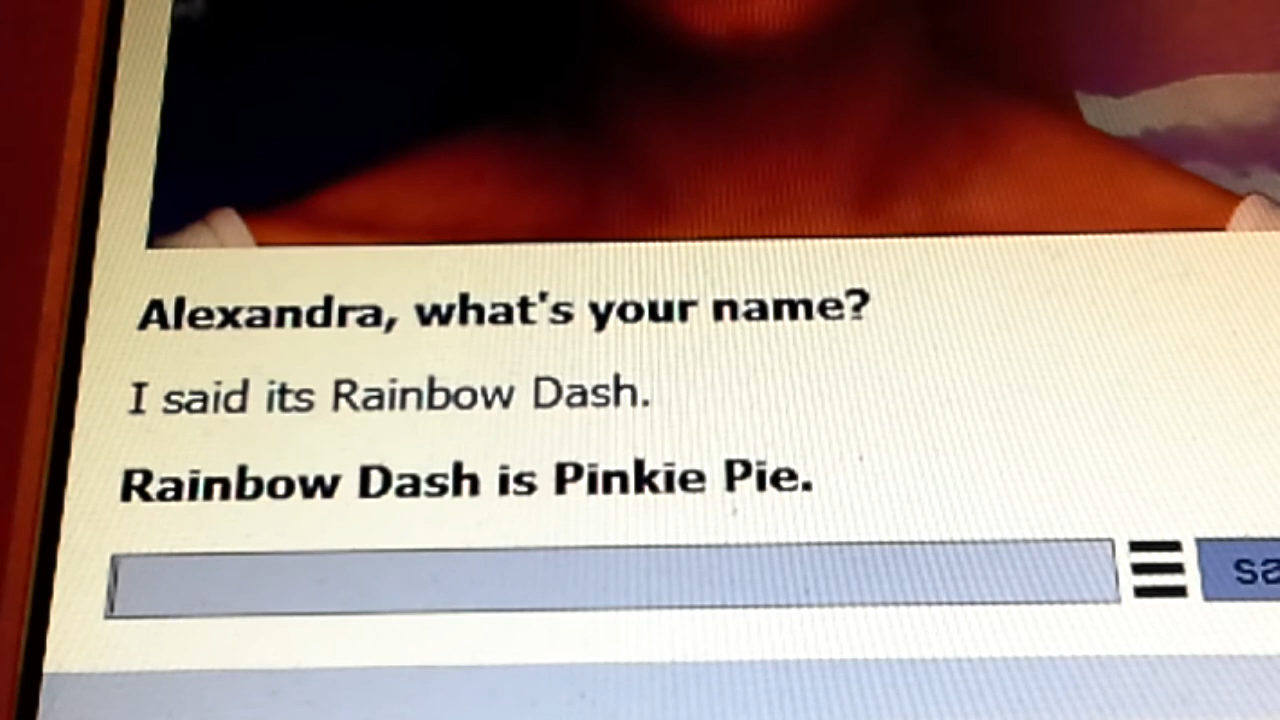 Alexandra, what's your name?
I said its Rainbow Dash.
Rainbow Dash is Pinkie Pie.